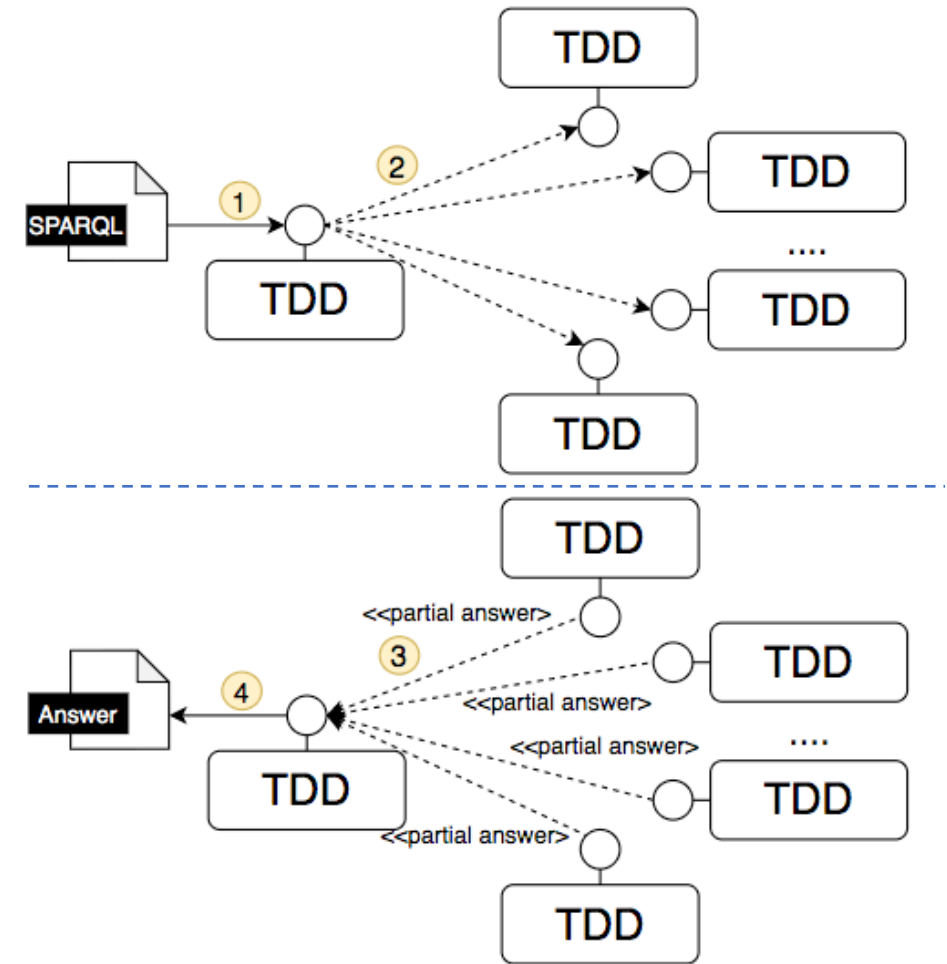 TDD
2
TDD
1
SPARQL
....
TDD
TDD
TDD
TDD
<<partial answer>
3
TDD
4
<<partial answer>
Answer
<<partial answer>
....
TDD
TDD
<<partial answer>
TDD